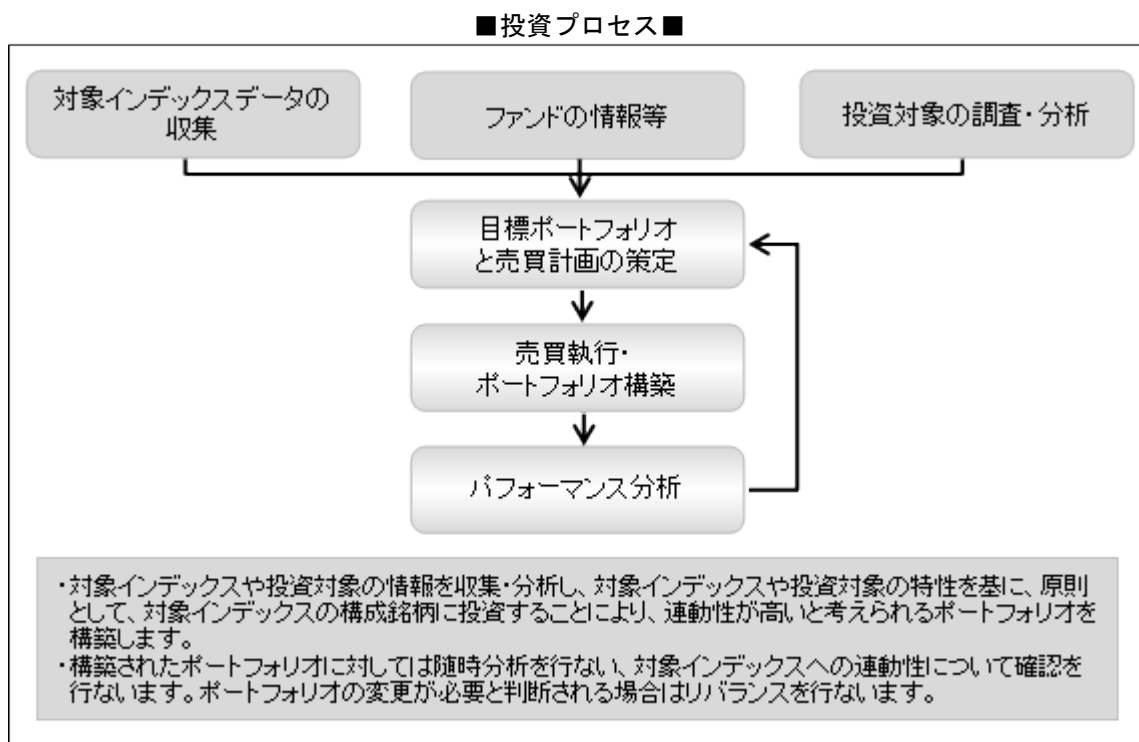 ■投資プロセス■
対象インデックスデータの
収集
ファンドの情報等
投資対象の調査・分析
目標ポートフォリオ
と売買計画の策定
売買執行・
ポートフォリオ構築
パフォーマンス分析
・対象インデックスや投資対象の情報を収集・分析し、対象インデックスや投資対象の特性を基に、原則
として、対象インデックスの構成銘柄に投資することにより、連動性が高いと考えられるポートフォリオを
構築します。
・構築されたポートフォリオに対しては随時分析を行ない、対象インデックスへの連動性について確認を
行ないます。ポートフォリオの変更が必要と判断される場合はリバランスを行ないます。